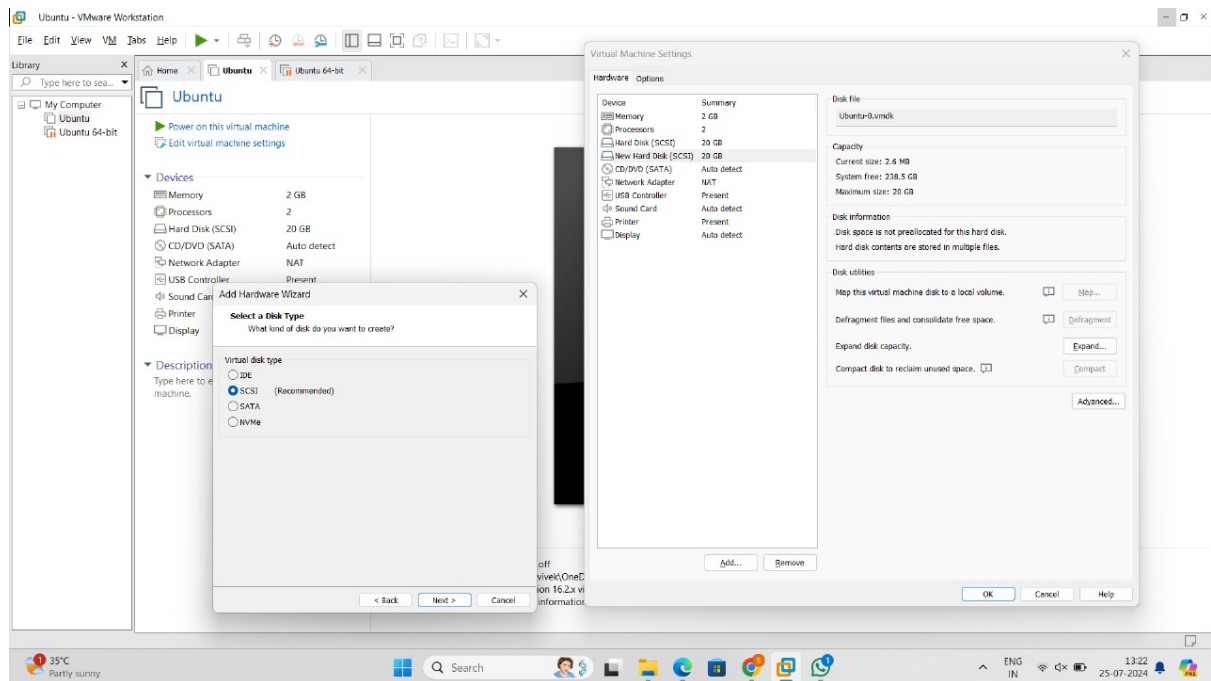 Ubuntu - VMware Workstation
File Edit View VM Tabs Help
Library X
Type here to sea...
My Computer
Ubuntu
Ubuntu 64-bit
Home Ubuntu Ubuntu 64-bit
Ubuntu
Power on this virtual machine
Edit virtual machine settings
Devices
Memory 2 GB
Processors 2
Hard Disk (SCSI) 20 GB
CD/DVD (SATA) Auto detect
Network Adapter NAT
USB Controller Present
Sound Car
Printer
Display
Description
Type here to e
machine.
off
vivek\OneD
ion 16.2.x vi
information
Add Hardware Wizard
Select a Disk Type
What kind of disk do you want to create?
Virtual disk type
IDE
SCSI (Recommended)
SATA
NVMe
< Back Next > Cancel
Virtual Machine Settings
Hardware Options
Device Summary
Memory 2 GB
Processors 2
Hard Disk (SCSI) 20 GB
New Hard Disk (SCSI) 20 GB
CD/DVD (SATA) Auto detect
Network Adapter NAT
USB Controller Present
Sound Card Auto detect
Printer Present
Display Auto detect
Add... Remove
Disk file
Ubuntu-0.vmdk
Capacity
Current size: 2.6 MB
System free: 238.5 GB
Maximum size: 20 GB
Disk information
Disk space is not preallocated for this hard disk.
Hard disk contents are stored in multiple files.
Disk utilities
Map this virtual machine disk to a local volume. Map...
Defragment files and consolidate free space. Defragment
Expand disk capacity. Expand...
Compact disk to reclaim unused space. Compact
Advanced...
OK Cancel Help
1
35°C
Partly sunny
Search
ENG
IN
13:22
25-07-2024